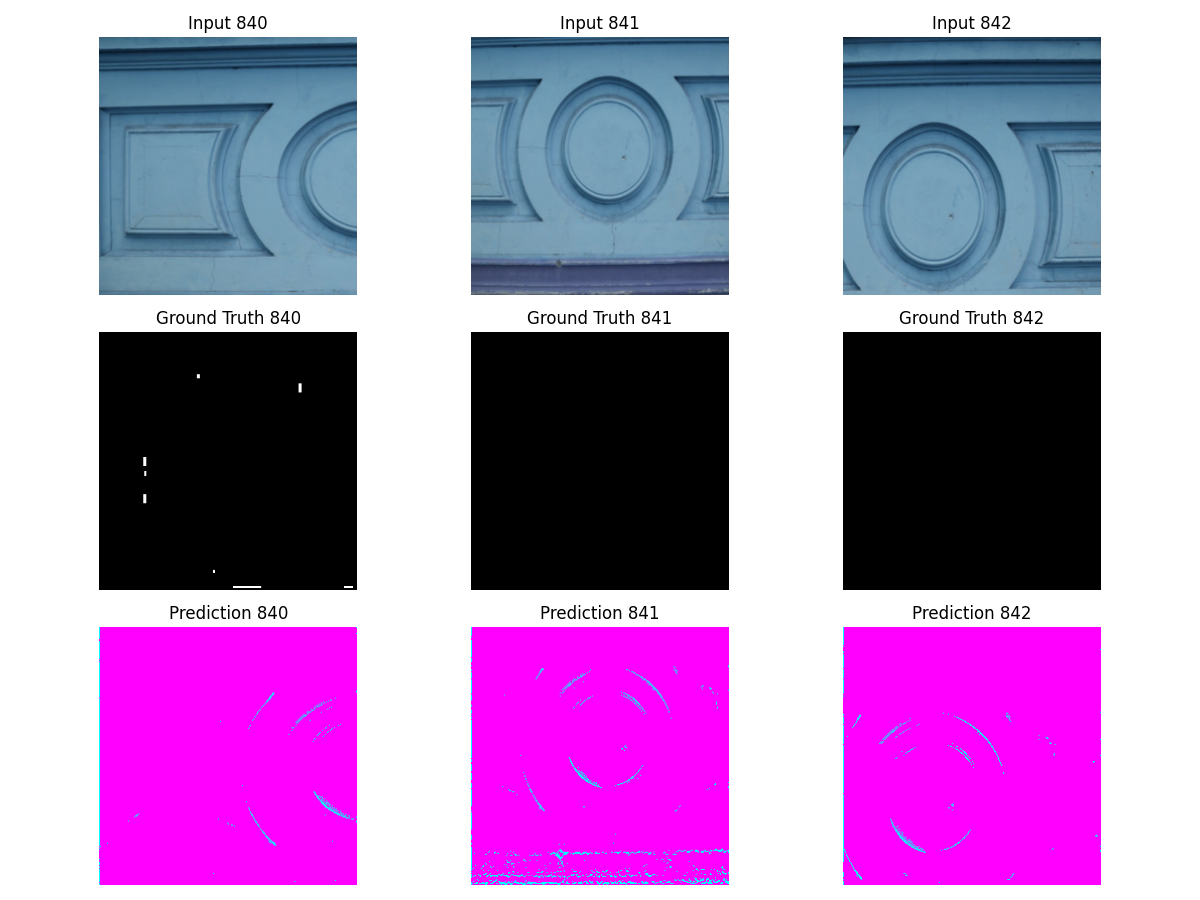 Input 840
Input 841
Input 842
Ground Truth 840
Ground Truth 841
Ground Truth 842
Prediction 840
Prediction 841
Prediction 842